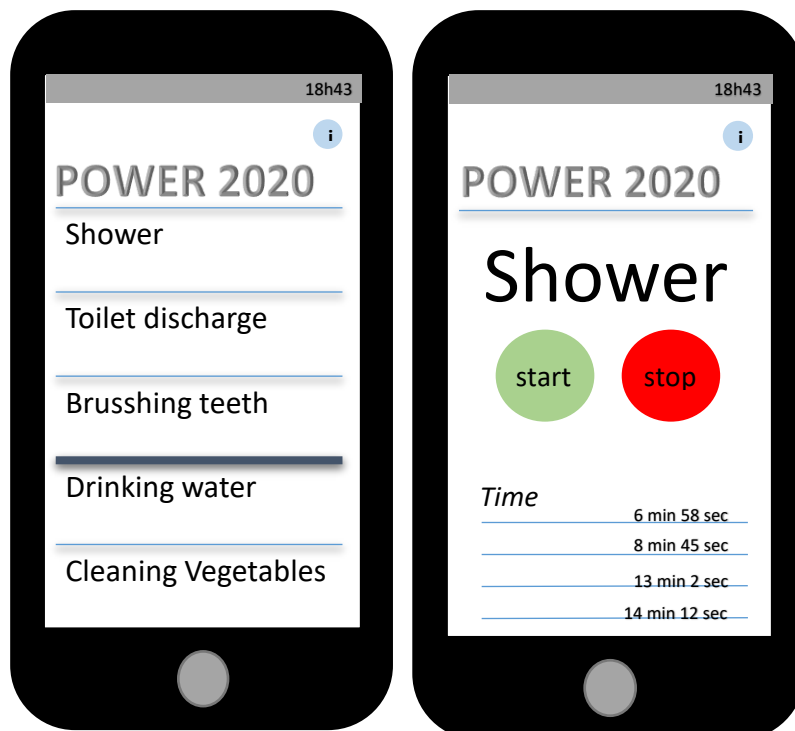 18h43
i
POWER 2020
Shower
Toilet discharge
Brusshing teeth
Drinking water
Cleaning Vegetables
18h43
i
POWER 2020
Shower
start
stop
Time
6 min 58 sec
8 min 45 sec
13 min 2 sec
14 min 12 sec